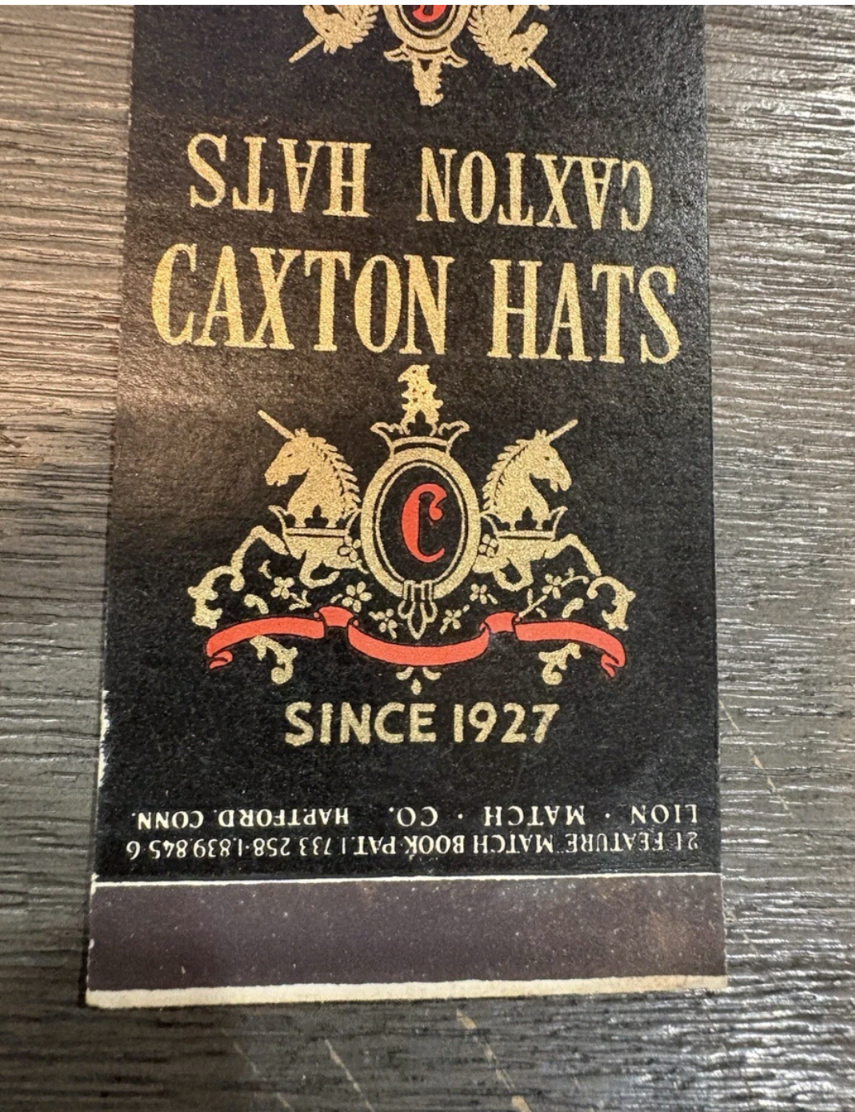 C
CAXTON HATS
CAXTON HATS
C
SINCE 1927
LION · MATCH · CO. · HARTFORD. CONN.
21 FEATURE MATCH BOOK·PAT. 1 733 258·1.839.845 6